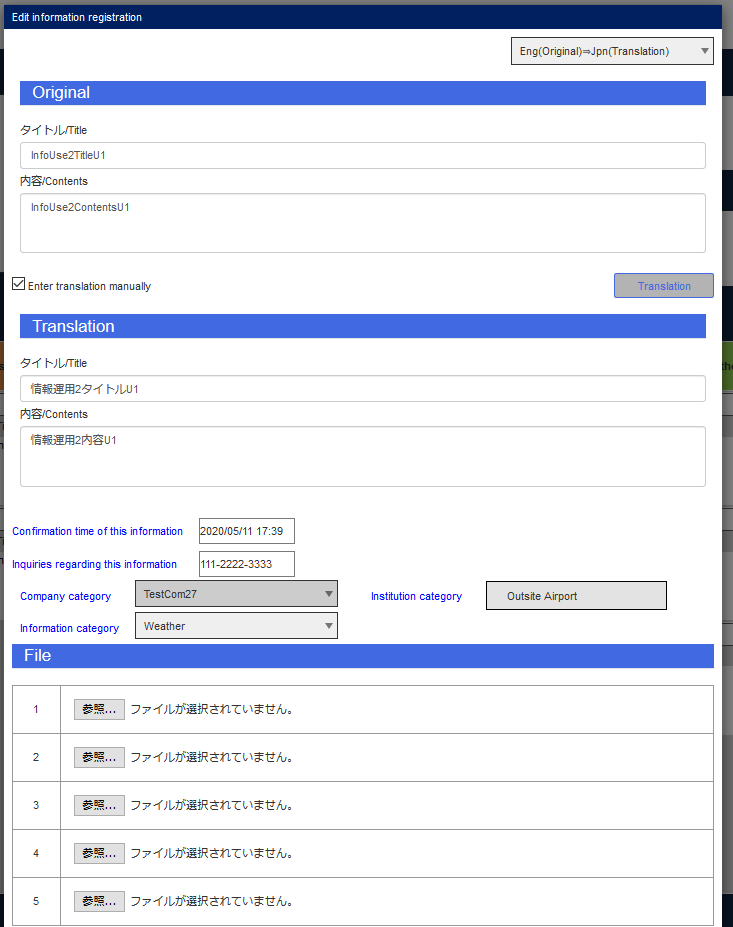 Edit information registration
Eng(Original)⇒Jpn(Translation)
Original
タイトル/Title
InfoUse2TitleU1
内容/Contents
InfoUse2ContentsU1
Enter translation manually
Translation
Translation
タイトル/Title
情報運用2タイトルU1
内容/Contents
情報運用2内容U1
Confirmation time of this information 2020/05/11 17:39
Inquiries regarding this information 111-2222-3333
Company category TestCom27 Institution category Outsite Airport
Information category Weather
File
1 参照... ファイルが選択されていません。
2 参照... ファイルが選択されていません。
3 参照... ファイルが選択されていません。
4 参照... ファイルが選択されていません。
5 参照... ファイルが選択されていません。